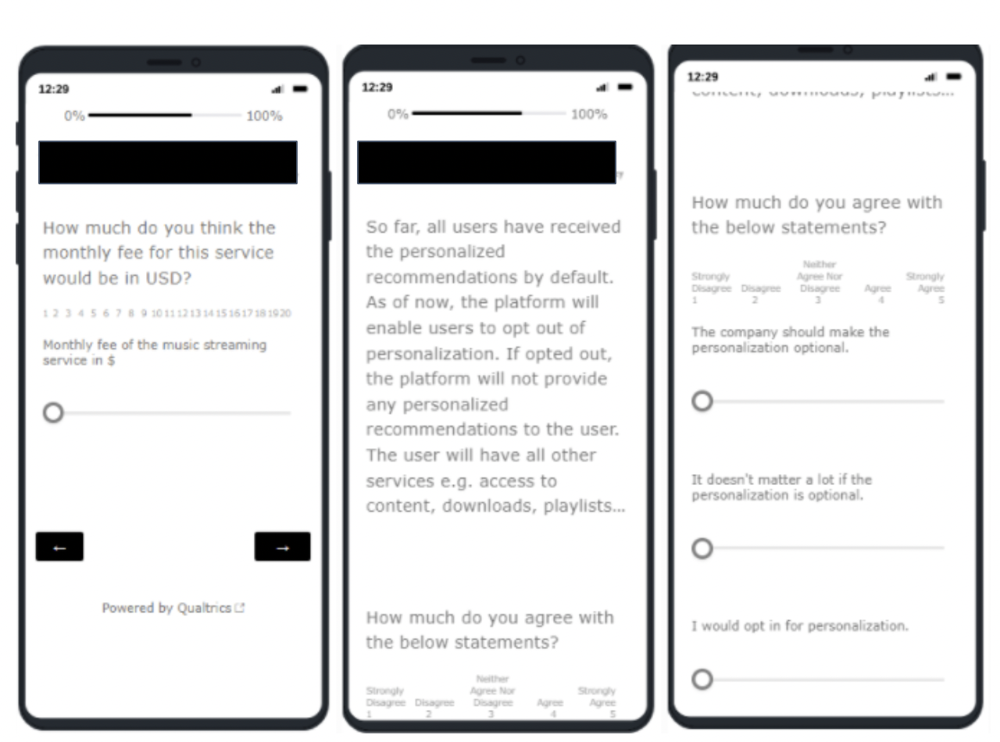 12:29
0% 100%
How much do you think the
monthly fee for this service
would be in USD?
1 2 3 4 5 6 7 8 9 10 11 12 13 14 15 16 17 18 19 20
Monthly fee of the music streaming
service in $
← →
Powered by Qualtrics
12:29
0% 100%
So far, all users have received
the personalized
recommendations by default.
As of now, the platform will
enable users to opt out of
personalization. If opted out,
the platform will not provide
any personalized
recommendations to the user.
The user will have all other
services e.g. access to
content, downloads, playlists...
How much do you agree with
the below statements?
Neither
Strongly Agree Nor Strongly
Disagree Disagree Disagree Agree Agree
1 2 3 4 5
12:29
content, downloads, playlists...
How much do you agree with
the below statements?
Neither
Strongly Agree Nor Strongly
Disagree Disagree Disagree Agree Agree
1 2 3 4 5
The company should make the
personalization optional.
It doesn't matter a lot if the
personalization is optional.
I would opt in for personalization.